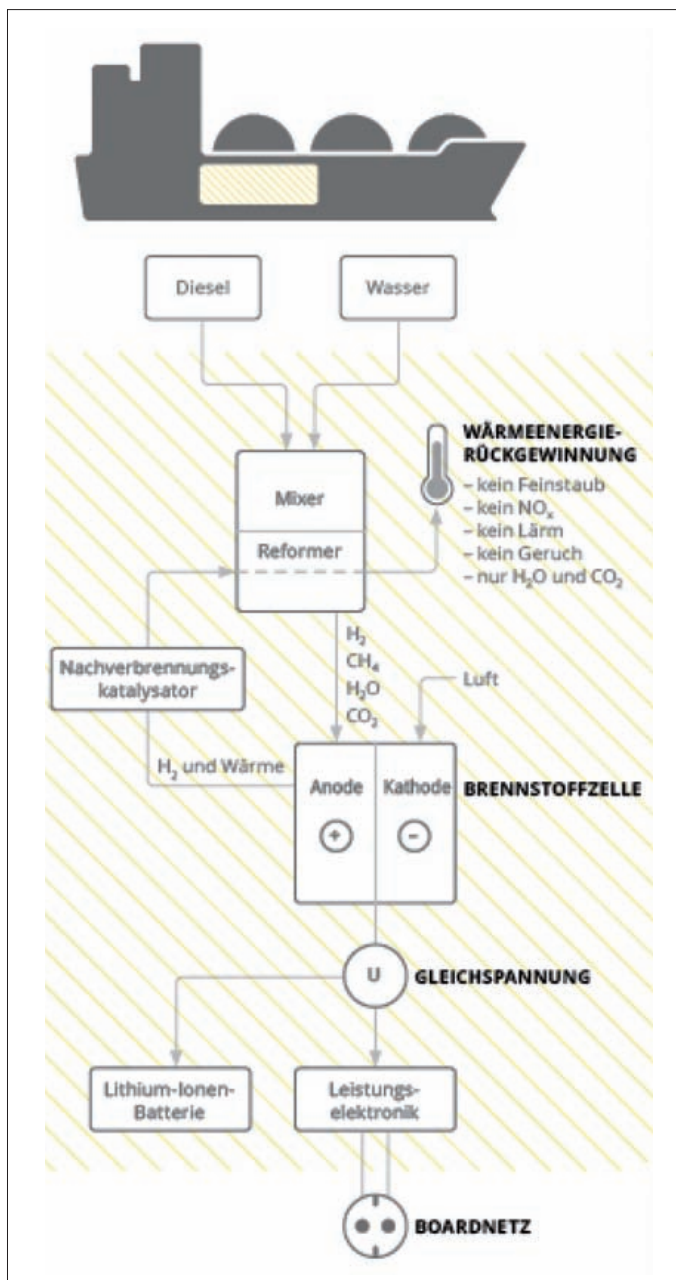 Diesel
Wasser
WÄRMEENERGIE-
RÜCKGEWINNUNG
– kein Feinstaub
– kein NOx
– kein Lärm
– kein Geruch
– nur H2O und CO2
Mixer
Reformer
Nachverbrennungs-
katalysator
H2
CH4
H2O
CO2
Luft
H2 und Wärme
Anode
Kathode
BRENNSTOFFZELLE
+
–
U
GLEICHSPANNUNG
Lithium-Ionen-
Batterie
Leistungs-
elektronik
BOARDNETZ